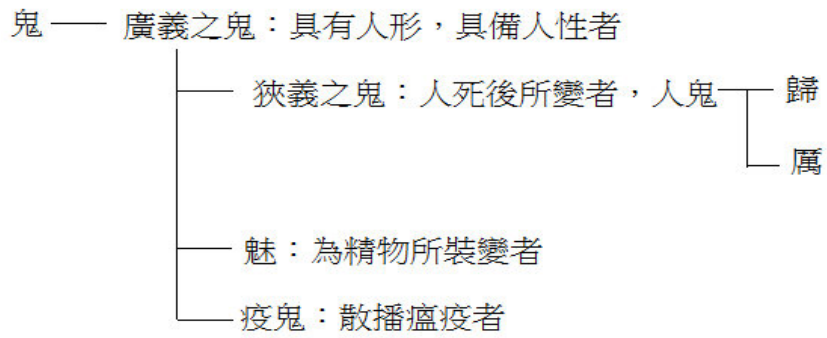 鬼 廣義之鬼：具有人形，具備人性者
狹義之鬼：人死後所變者，人鬼 歸
厲
魅：為精物所裝變者
疫鬼：散播瘟疫者